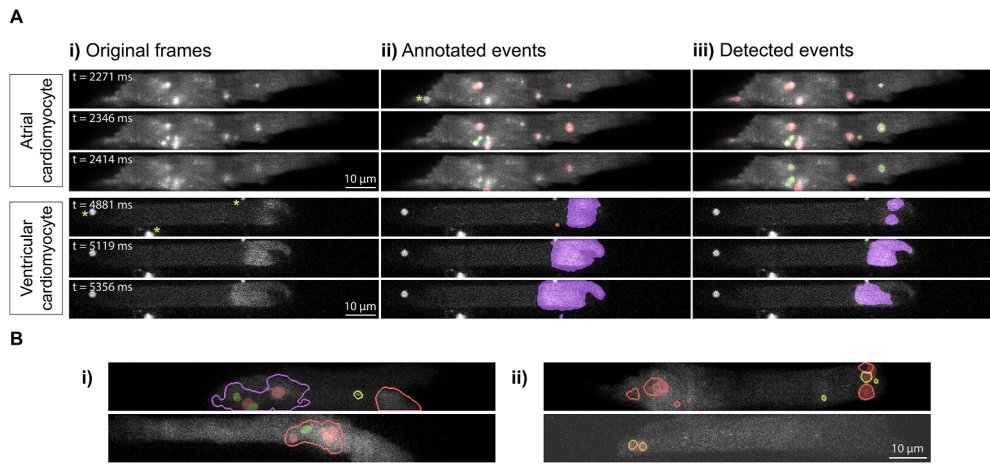 A
i) Original frames
ii) Annotated events
iii) Detected events
Atrial
cardiomyocyte
t = 2271 ms
*
t = 2346 ms
t = 2414 ms
10 µm
Ventricular
cardiomyocyte
t = 4881 ms
*
*
*
t = 5119 ms
t = 5356 ms
10 µm
B
i)
ii)
10 µm